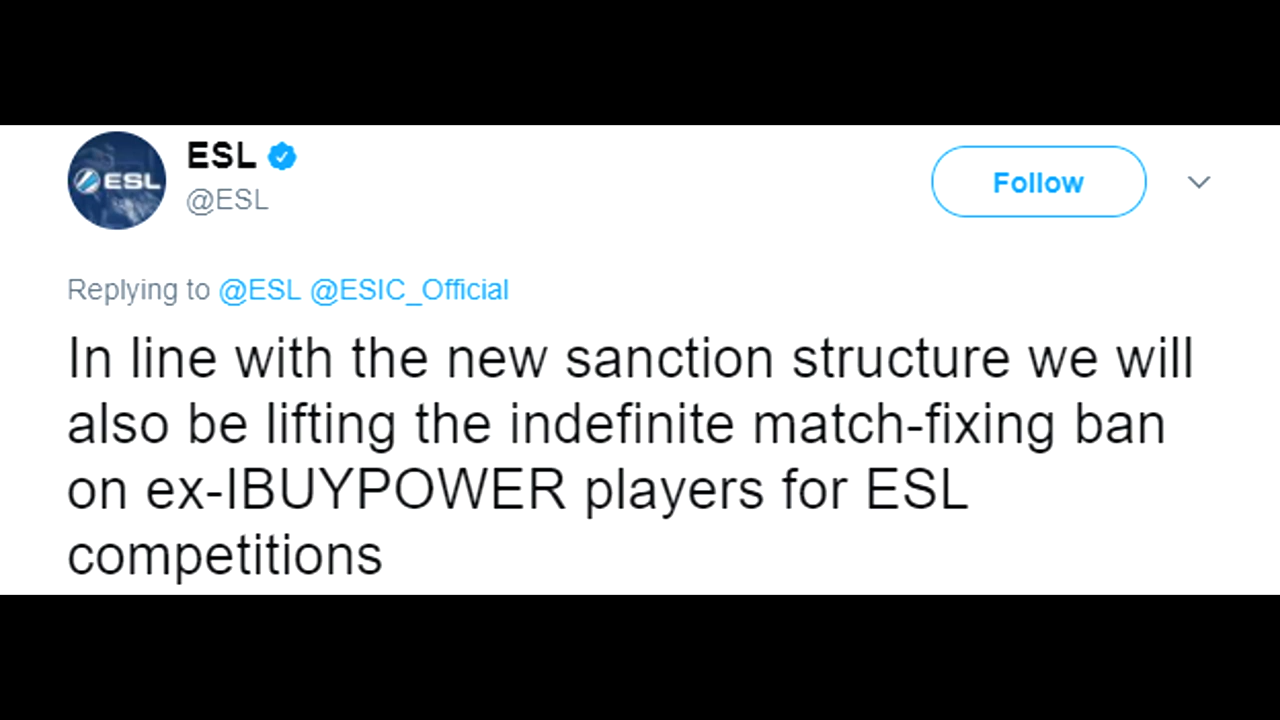 ESL
ESL
@ESL
Follow
Replying to @ESL @ESIC_Official
In line with the new sanction structure we will
also be lifting the indefinite match-fixing ban
on ex-IBUYPOWER players for ESL
competitions